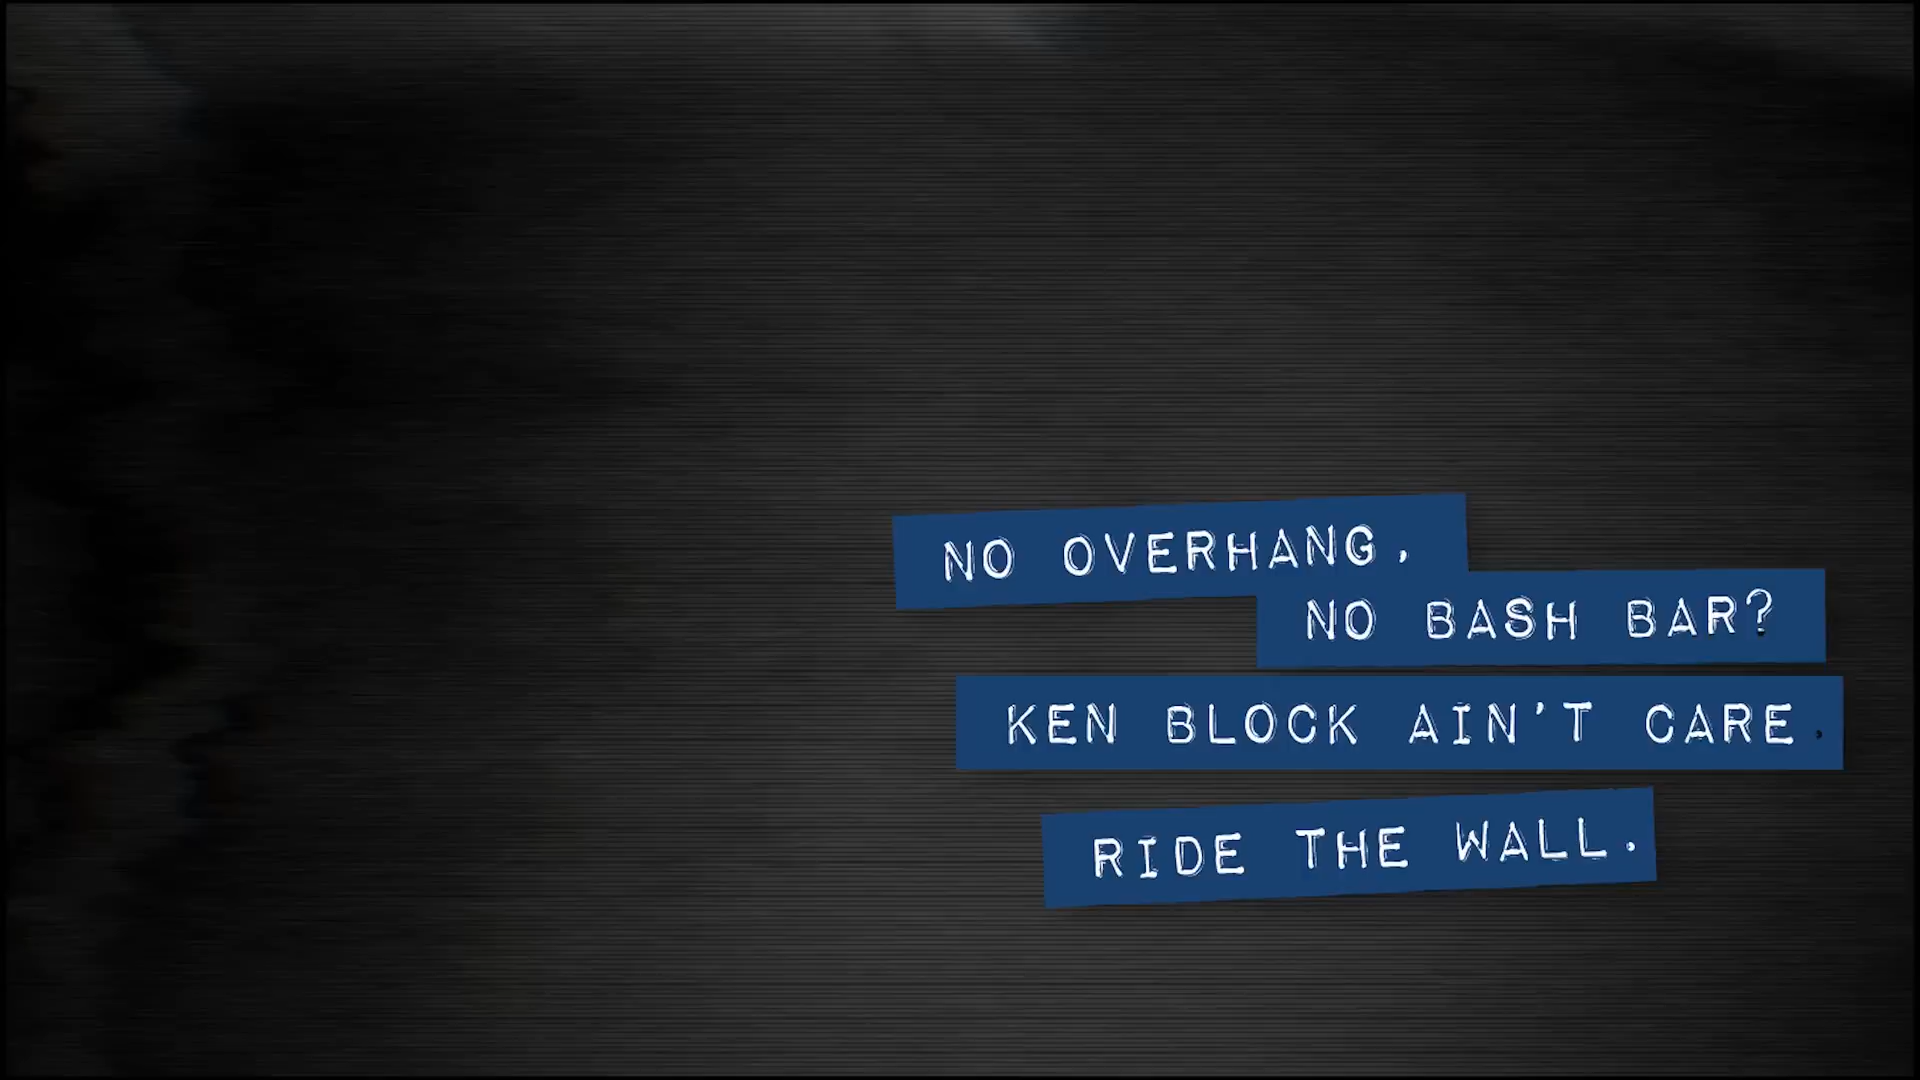 NO OVERHANG,
NO BASH BAR?
KEN BLOCK AIN'T CARE.
RIDE THE WALL.